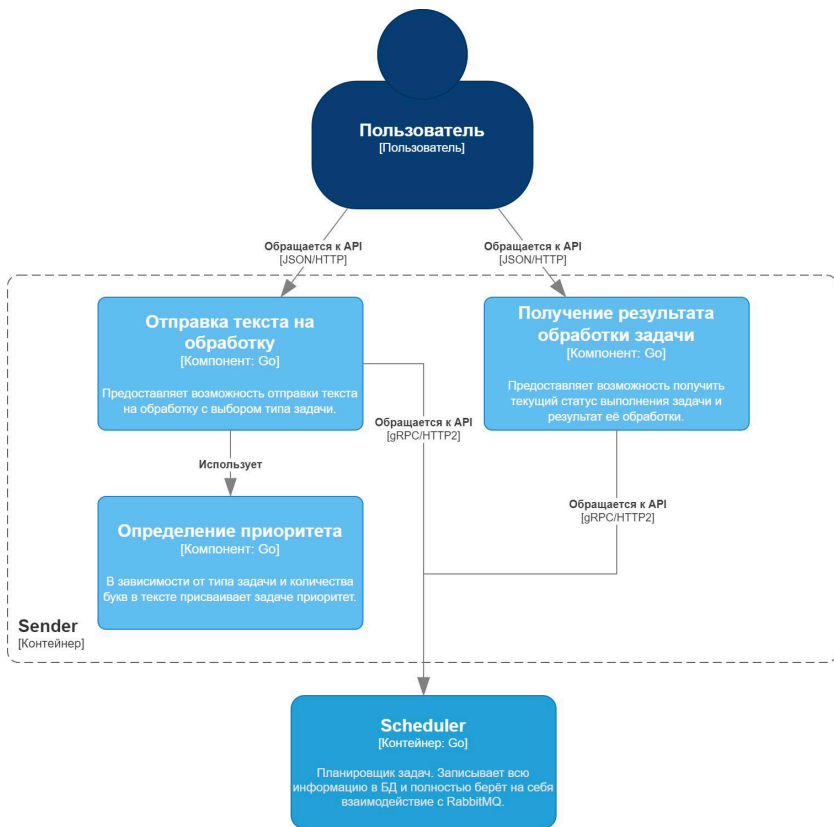 Пользователь
[Пользователь]
Обращается к API
[JSON/HTTP]
Обращается к API
[JSON/HTTP]
Отправка текста на
обработку
[Компонент: Go]
Предоставляет возможность отправки текста
на обработку с выбором типа задачи.
Получение результата
обработки задачи
[Компонент: Go]
Предоставляет возможность получить
текущий статус выполнения задачи и
результат её обработки.
Обращается к API
[gRPC/HTTP2]
Использует
Обращается к API
[gRPC/HTTP2]
Определение приоритета
[Компонент: Go]
В зависимости от типа задачи и количества
букв в тексте присваивает задаче приоритет.
Sender
[Контейнер]
Scheduler
[Контейнер: Go]
Планировщик задач. Записывает всю
информацию в БД и полностью берёт на себя
взаимодействие с RabbitMQ.